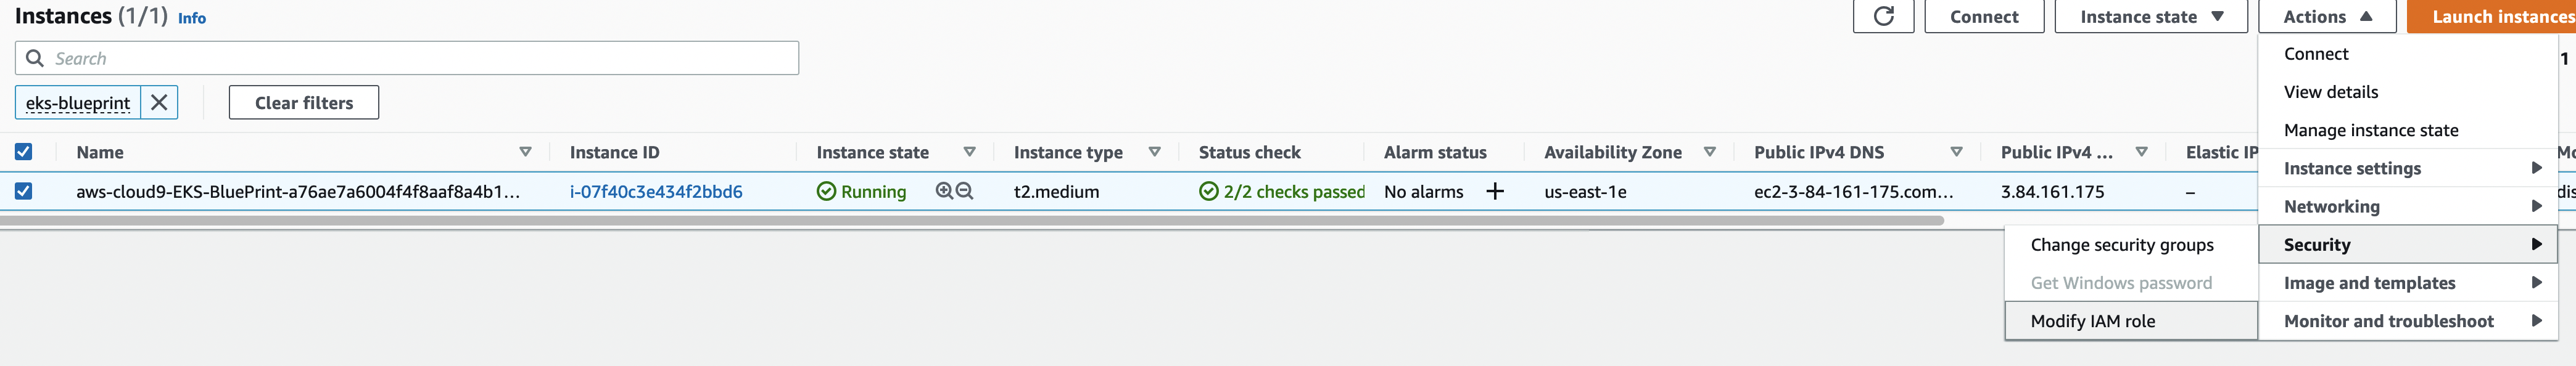 Instances (1/1) Info
Connect
Instance state
Actions
Launch instances
Search
Connect
1
View details
eks-blueprint
Clear filters
Manage instance state
Name
Instance ID
Instance state
Instance type
Status check
Alarm status
Availability Zone
Public IPv4 DNS
Public IPv4 ...
Elastic IP
Instance settings
Mo
aws-cloud9-EKS-BluePrint-a76ae7a6004f4f8aaf8a4b1...
i-07f40c3e434f2bbd6
Running
t2.medium
2/2 checks passed
No alarms +
us-east-1e
ec2-3-84-161-175.com...
3.84.161.175
–
Networking
dis
Change security groups
Security
Get Windows password
Image and templates
Modify IAM role
Monitor and troubleshoot